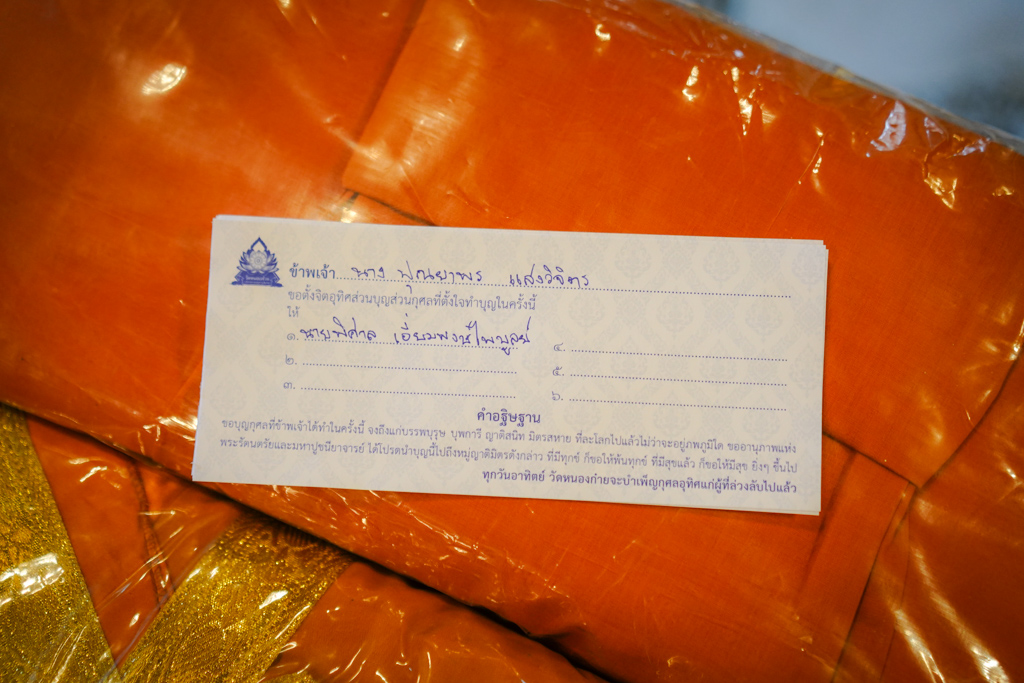 ข้าพเจ้า นาง ปุณยาพร แสงวิจิตร
ขอตั้งจิตอุทิศส่วนบุญส่วนกุศลที่ตั้งใจทำบุญในครั้งนี้
ให้
๑. นายพิศาล เอี่ยมพงษ์ไพบูลย์
๒.
๓.
๔.
๕.
๖.
คำอฐิษฐาน
ขอบุญกุศลที่ข้าพเจ้าได้ทำในครั้งนี้ จงถึงแก่บรรพบุรุษ บุพการี ญาติสนิท มิตรสหาย ที่ละโลกไปแล้วไม่ว่าจะอยู่ภพภูมิใด ขออานุภาพแห่ง
พระรัตนตรัยและมหาปูชนียาจารย์ ได้โปรดนำบุญนี้ไปถึงหมู่ญาติมิตรดังกล่าว ที่มีทุกข์ ก็ขอให้พ้นทุกข์ ที่มีสุขแล้ว ก็ขอให้มีสุข ยิ่งๆ ขึ้นไป
ทุกวันอาทิตย์ วัดหนองก๋ายจะบำเพ็ญกุศลอุทิศแก่ผู้ที่ล่วงลับไปแล้ว